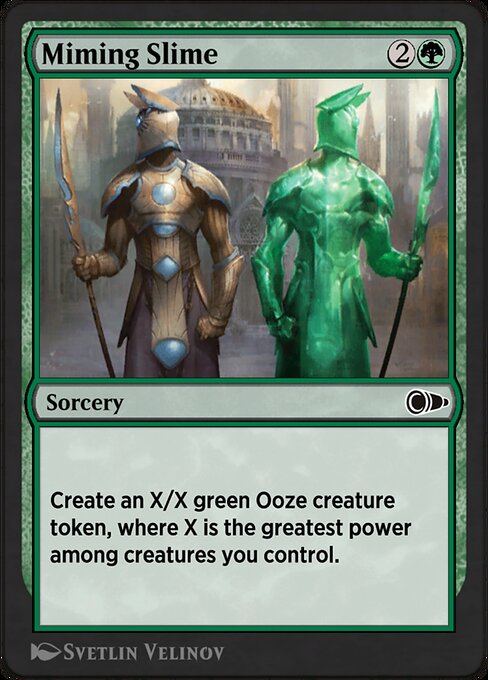 Miming Slime 2
Sorcery
Create an X/X green Ooze creature
token, where X is the greatest power
among creatures you control.
Svetlin Velinov